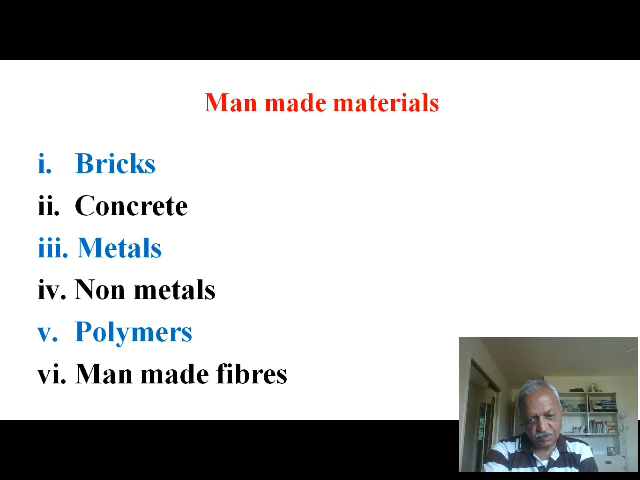 Man made materials
i. Bricks
ii. Concrete
iii. Metals
iv. Non metals
v. Polymers
vi. Man made fibres